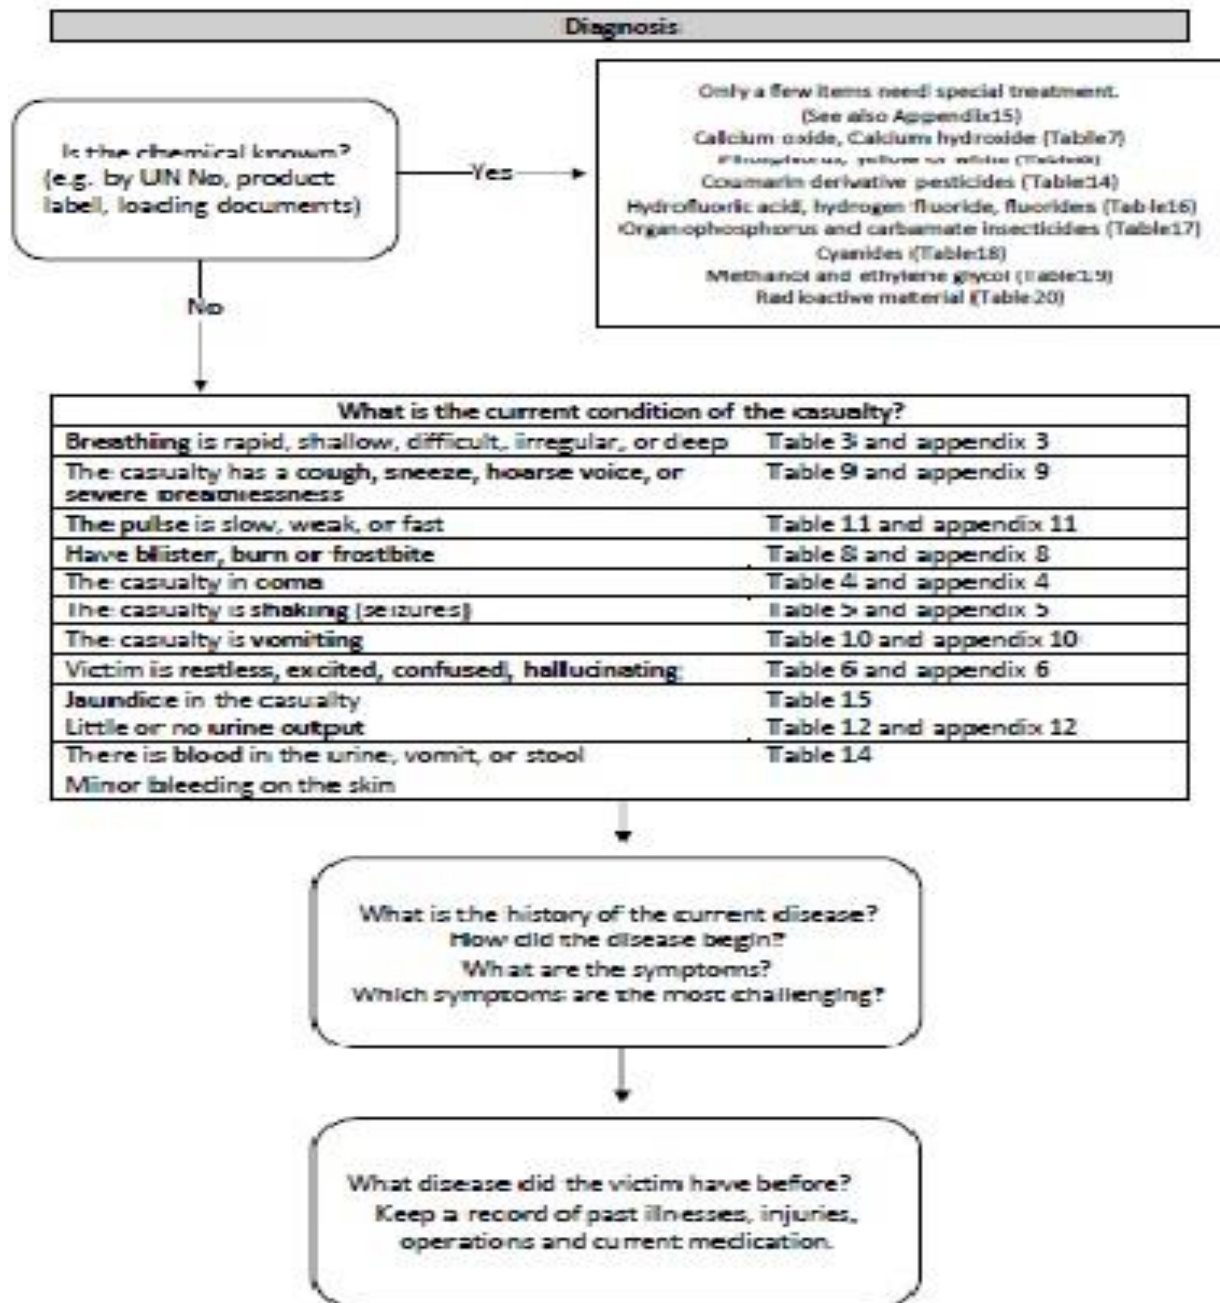 Diagnosis
Is the chemical known?
(e.g. by UN No, product
label, loading documents)
Yes
No
Only a few items need special treatment.
(See also Appendix15)
Calcium oxide, Calcium hydroxide (Table7)
Phosphorus, yellow or white
Coumarin derivative pesticides (Table14)
Hydrofluoric acid, hydrogen fluoride, fluorides (Table16)
Organophosphorus and carbamate insecticides (Table17)
Cyanides (Table18)
Methanol and ethylene glycol (Table19)
Radioactive material (Table20)
What is the current condition of the casualty?
Breathing is rapid, shallow, difficult, irregular, or deep Table 3 and appendix 3
The casualty has a cough, sneeze, hoarse voice, or Table 9 and appendix 9
severe breathlessness
The pulse is slow, weak, or fast Table 11 and appendix 11
Have blister, burn or frostbite Table 8 and appendix 8
The casualty in coma Table 4 and appendix 4
The casualty is shaking (seizures) Table 5 and appendix 5
The casualty is vomiting Table 10 and appendix 10
Victim is restless, excited, confused, hallucinating Table 6 and appendix 6
Jaundice in the casualty Table 15
Little or no urine output Table 12 and appendix 12
There is blood in the urine, vomit, or stool Table 14
Minor bleeding on the skin
What is the history of the current disease?
How did the disease begin?
What are the symptoms?
Which symptoms are the most challenging?
What disease did the victim have before?
Keep a record of past illnesses, injuries,
operations and current medication.